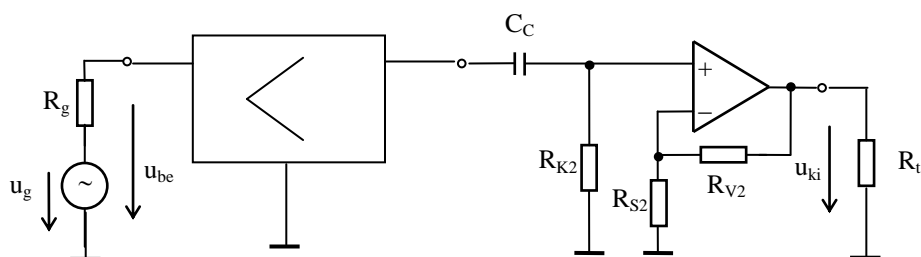 C_C
R_g
u_g
~
u_be
+
−
R_K2
R_S2
R_V2
u_ki
R_t